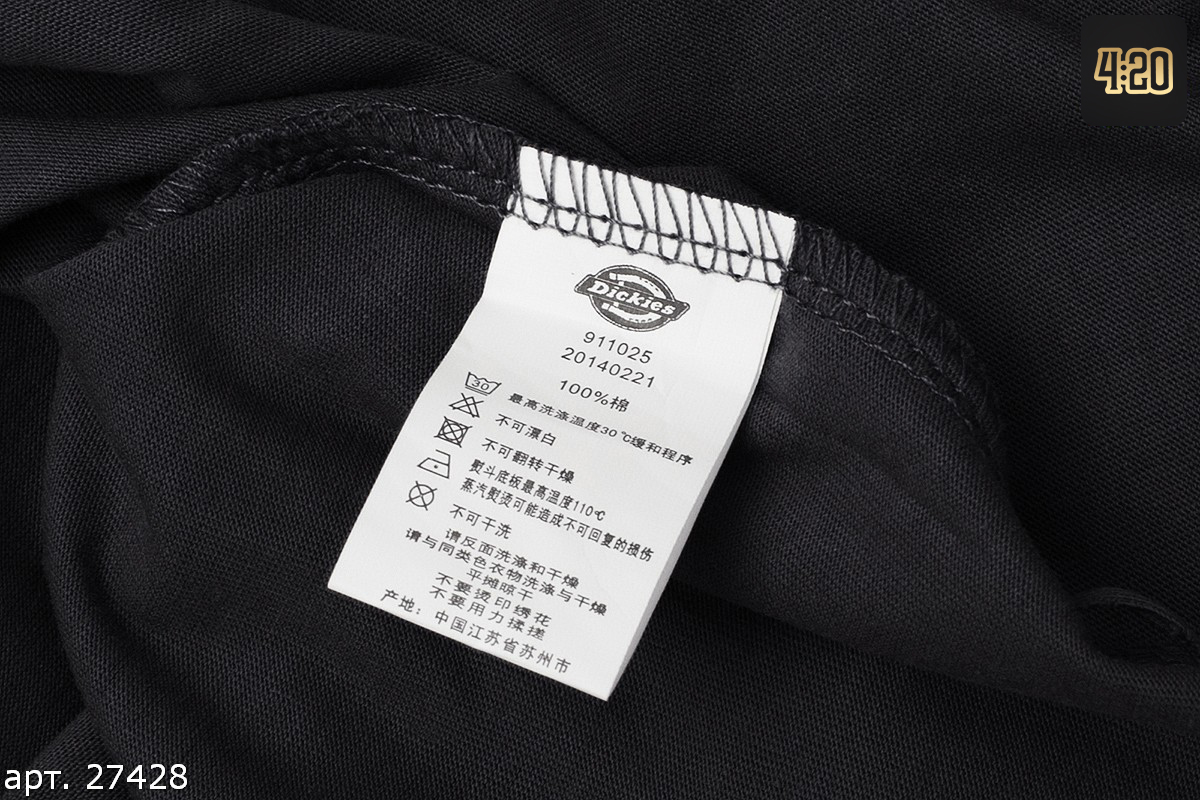 4:20
Dickies
911025
20140221
100%棉
30
最高洗涤温度30℃缓和程序
不可漂白
不可翻转干燥
熨斗底板最高温度110℃
蒸汽熨烫可能造成不可回复的损伤
不可干洗
请反面洗涤和干燥
请与同类色衣物洗涤与干燥
平摊晾干
不要烫印绣花
不要用力揉搓
产地：中国江苏省苏州市
арт. 27428